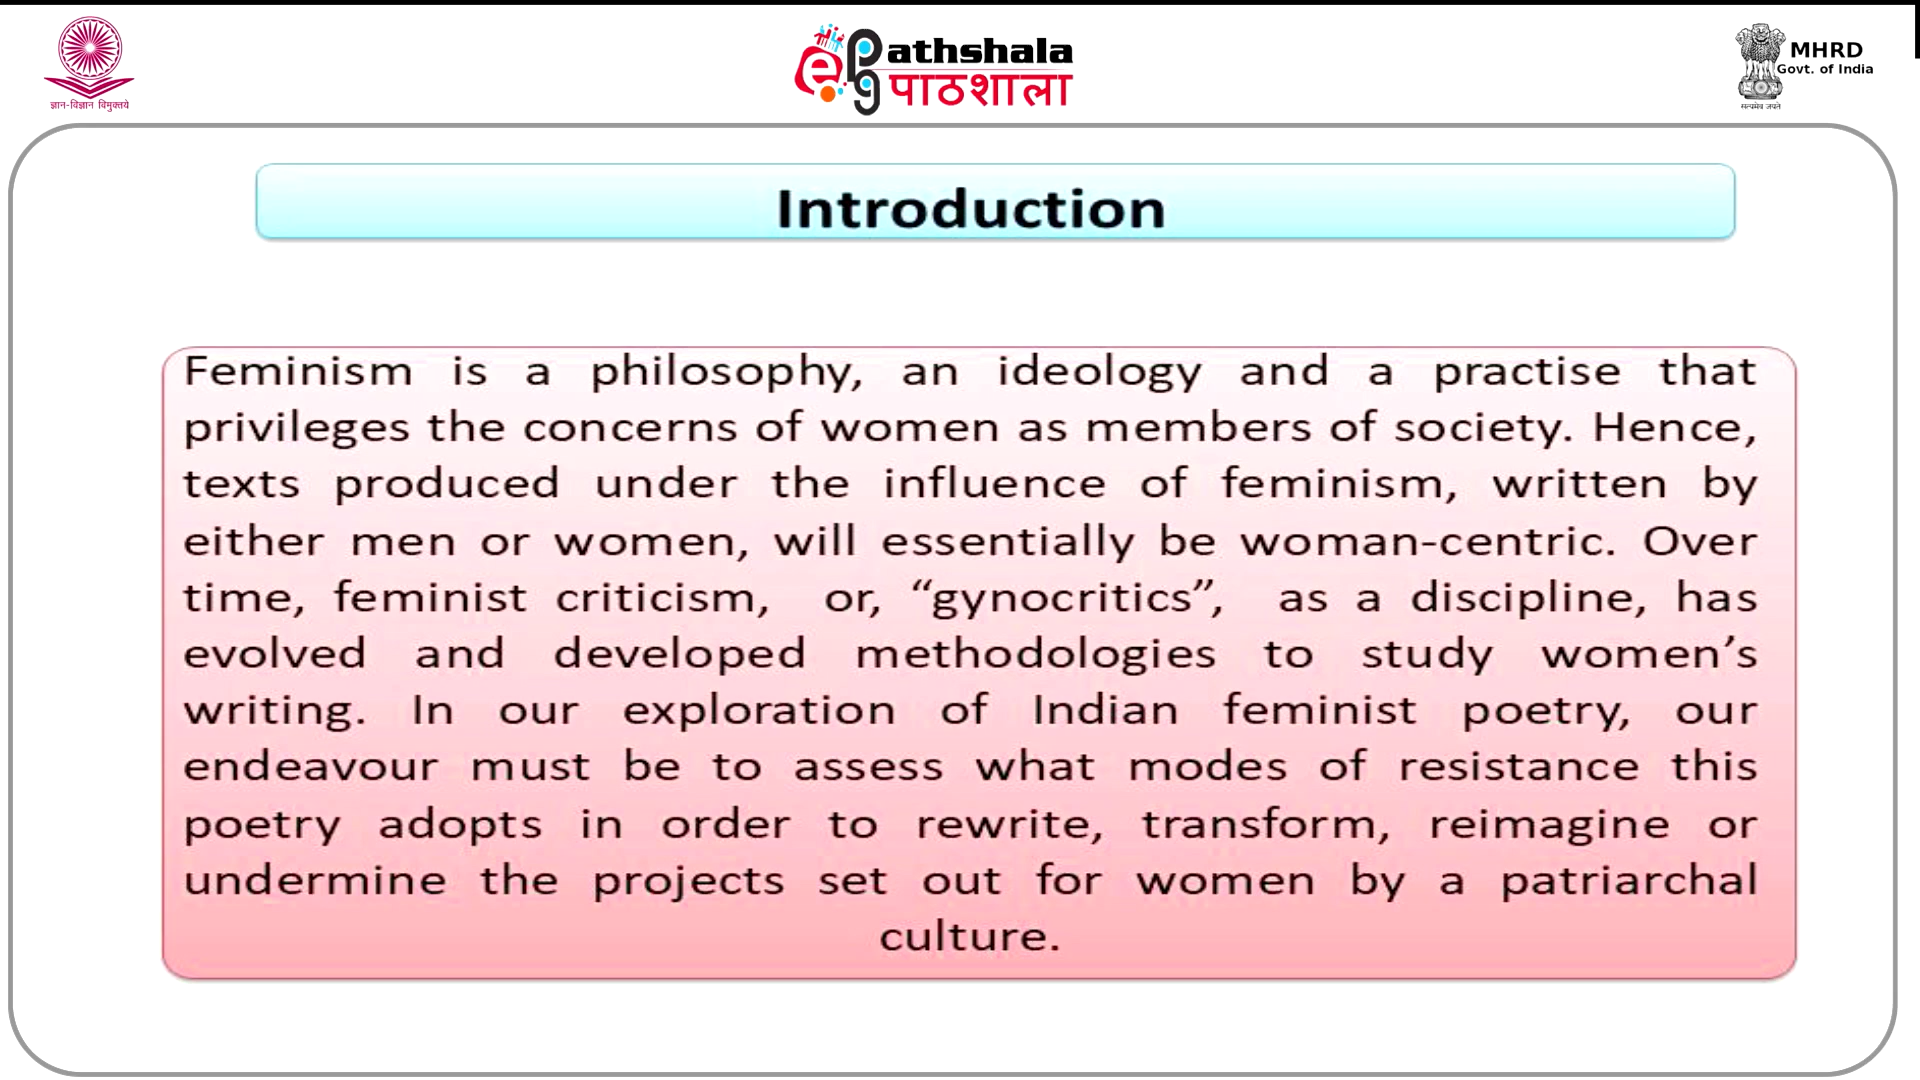 ज्ञान-विज्ञान विमुक्तये
e pg athshala
पाठशाला
MHRD
Govt. of India
सत्यमेव जयते
Introduction
Feminism is a philosophy, an ideology and a practise that
privileges the concerns of women as members of society. Hence,
texts produced under the influence of feminism, written by
either men or women, will essentially be woman-centric. Over
time, feminist criticism, or, “gynocritics”, as a discipline, has
evolved and developed methodologies to study women’s
writing. In our exploration of Indian feminist poetry, our
endeavour must be to assess what modes of resistance this
poetry adopts in order to rewrite, transform, reimagine or
undermine the projects set out for women by a patriarchal
culture.